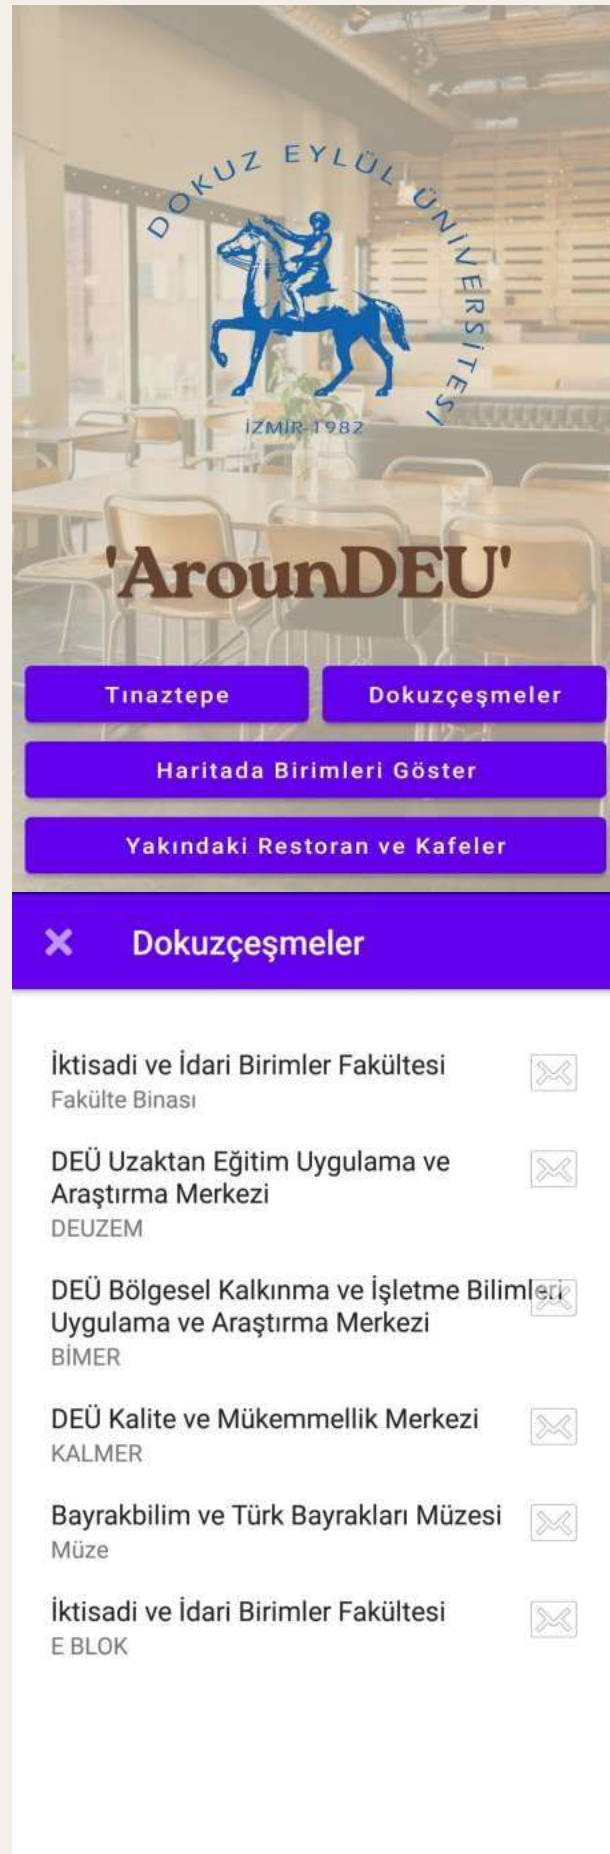 DOKUZ EYLÜL ÜNİVERSİTESİ
İZMİR-1982
'ArounDEU'
Tınaztepe
Dokuzçeşmeler
Haritada Birimleri Göster
Yakındaki Restoran ve Kafeler
Dokuzçeşmeler
İktisadi ve İdari Birimler Fakültesi
Fakülte Binası
DEÜ Uzaktan Eğitim Uygulama ve
Araştırma Merkezi
DEUZEM
DEÜ Bölgesel Kalkınma ve İşletme Bilimleri
Uygulama ve Araştırma Merkezi
BİMER
DEÜ Kalite ve Mükemmellik Merkezi
KALMER
Bayrakbilim ve Türk Bayrakları Müzesi
Müze
İktisadi ve İdari Birimler Fakültesi
E BLOK